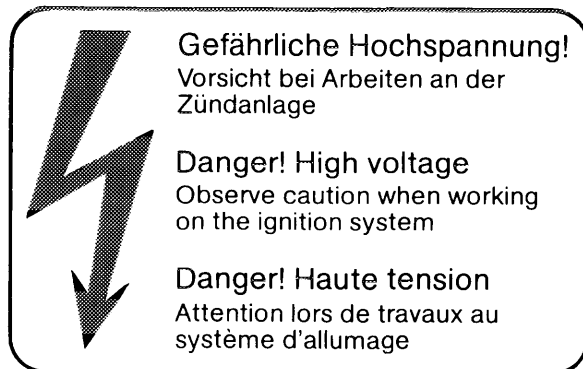 Gefährliche Hochspannung!
Vorsicht bei Arbeiten an der
Zündanlage
Danger! High voltage
Observe caution when working
on the ignition system
Danger! Haute tension
Attention lors de travaux au
système d'allumage